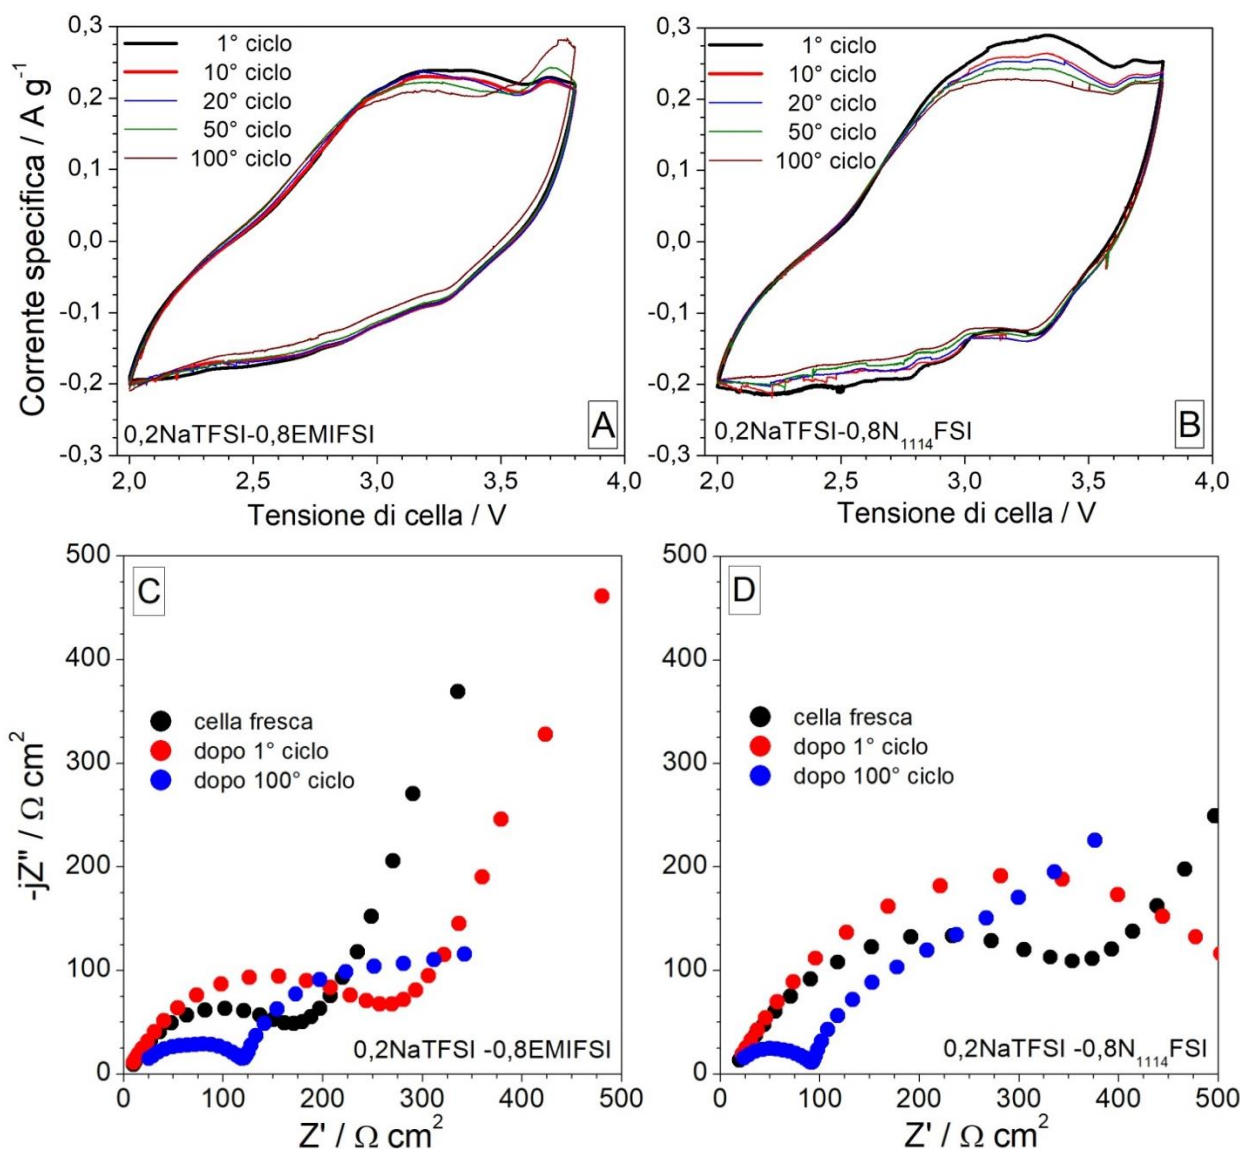 Corrente specifica / A g⁻¹
0,3
0,2
0,1
0,0
-0,1
-0,2
-0,3
1° ciclo
10° ciclo
20° ciclo
50° ciclo
100° ciclo
0,2NaTFSI-0,8EMIFSI
A
2,0 2,5 3,0 3,5 4,0
Tensione di cella / V
0,3
0,2
0,1
0,0
-0,1
-0,2
-0,3
1° ciclo
10° ciclo
20° ciclo
50° ciclo
100° ciclo
0,2NaTFSI-0,8N₁₁₁₄FSI
B
2,0 2,5 3,0 3,5 4,0
Tensione di cella / V
-jZ" / Ω cm²
500
400
300
200
100
0
C
cella fresca
dopo 1° ciclo
dopo 100° ciclo
0,2NaTFSI -0,8EMIFSI
0 100 200 300 400 500
Z' / Ω cm²
500
400
300
200
100
0
D
cella fresca
dopo 1° ciclo
dopo 100° ciclo
0,2NaTFSI -0,8N₁₁₁₄FSI
0 100 200 300 400 500
Z' / Ω cm²